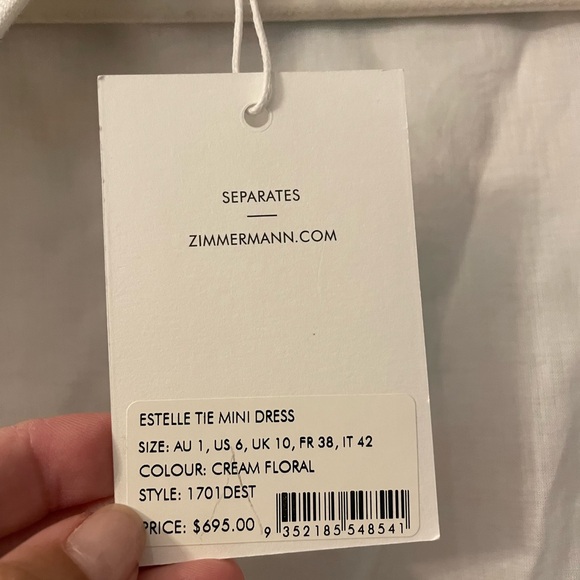 SEPARATES
ZIMMERMANN.COM
ESTELLE TIE MINI DRESS
SIZE: AU 1, US 6, UK 10, FR 38, IT 42
COLOUR: CREAM FLORAL
STYLE: 1701DEST
PRICE: $695.00
9 352185 548541